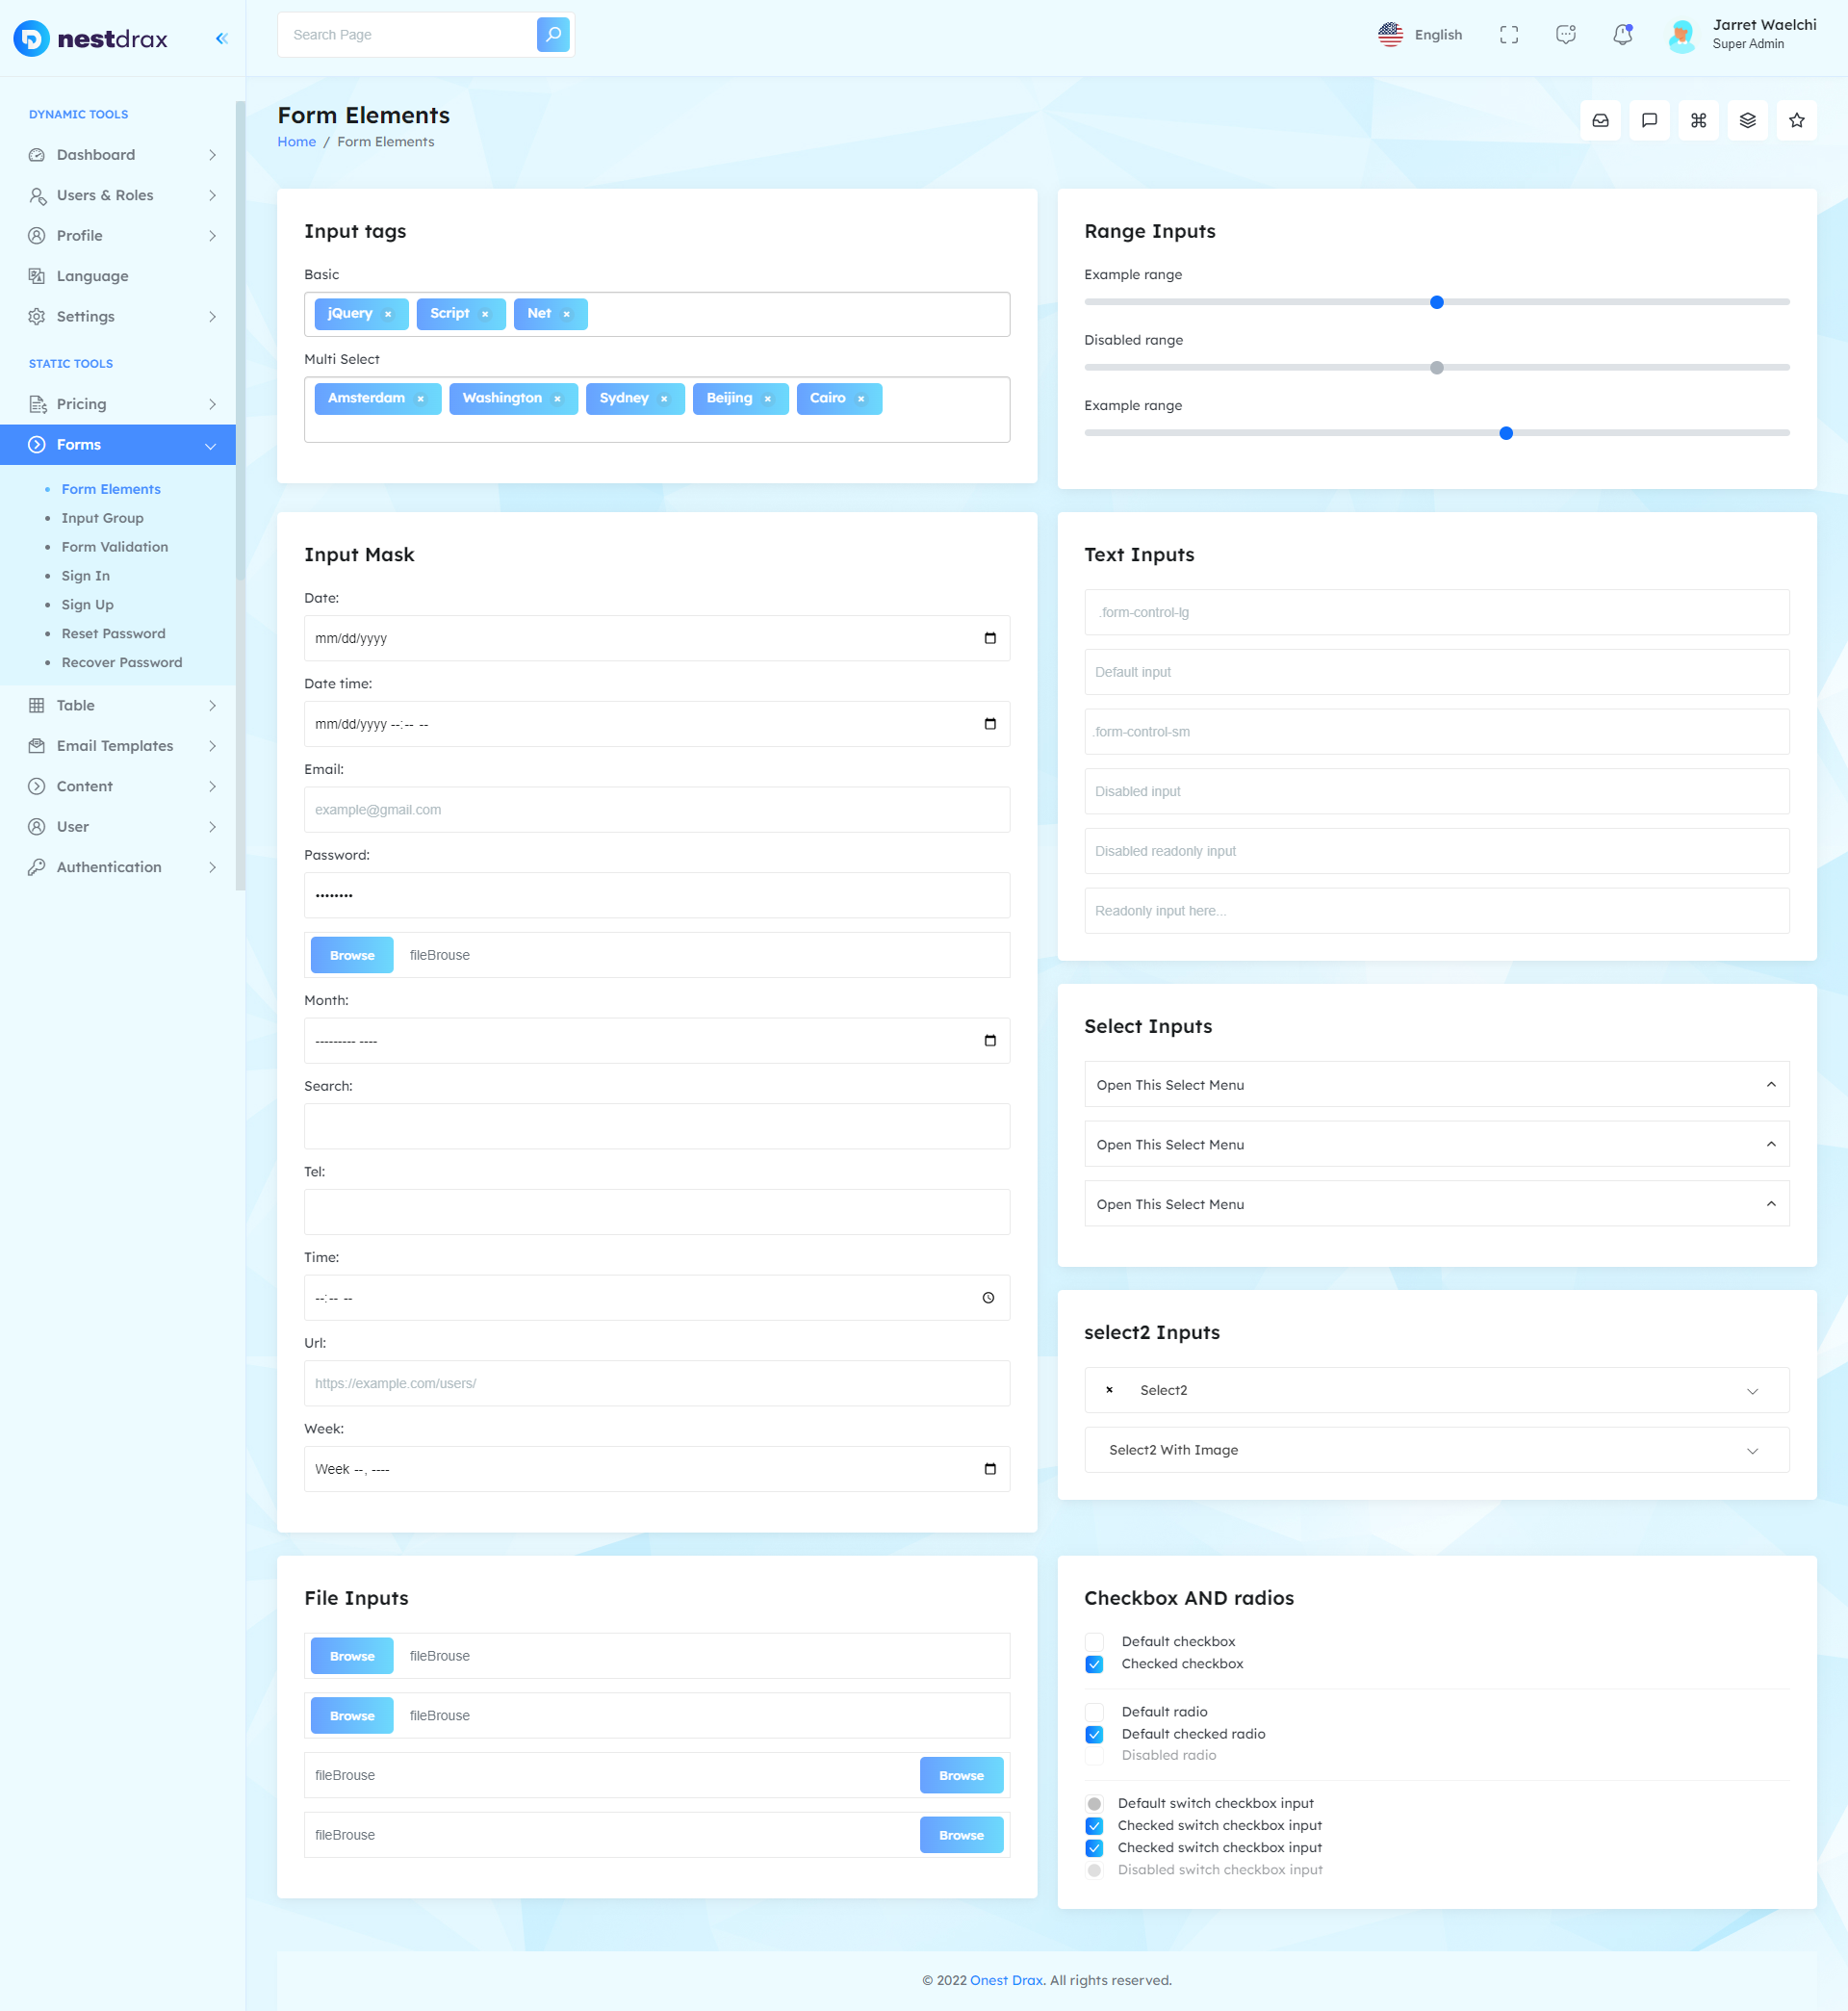 nestdrax
Search Page
English
Jarret Waelchi
Super Admin
DYNAMIC TOOLS
Dashboard
Users & Roles
Profile
Language
Settings
STATIC TOOLS
Pricing
Forms
Form Elements
Input Group
Form Validation
Sign In
Sign Up
Reset Password
Recover Password
Table
Email Templates
Content
User
Authentication
Form Elements
Home / Form Elements
Input tags
Basic
jQuery × Script × Net ×
Multi Select
Amsterdam × Washington × Sydney × Beijing × Cairo ×
Range Inputs
Example range
Disabled range
Example range
Input Mask
Date:
mm/dd/yyyy
Date time:
mm/dd/yyyy --:-- --
Email:
example@gmail.com
Password:
••••••••
Browse fileBrouse
Month:
--------- ----
Search:
Tel:
Time:
--:-- --
Url:
https://example.com/users/
Week:
Week --, ----
Text Inputs
.form-control-lg
Default input
.form-control-sm
Disabled input
Disabled readonly input
Readonly input here...
Select Inputs
Open This Select Menu
Open This Select Menu
Open This Select Menu
select2 Inputs
× Select2
Select2 With Image
File Inputs
Browse fileBrouse
Browse fileBrouse
fileBrouse Browse
fileBrouse Browse
Checkbox AND radios
Default checkbox
Checked checkbox
Default radio
Default checked radio
Disabled radio
Default switch checkbox input
Checked switch checkbox input
Checked switch checkbox input
Disabled switch checkbox input
© 2022 Onest Drax. All rights reserved.